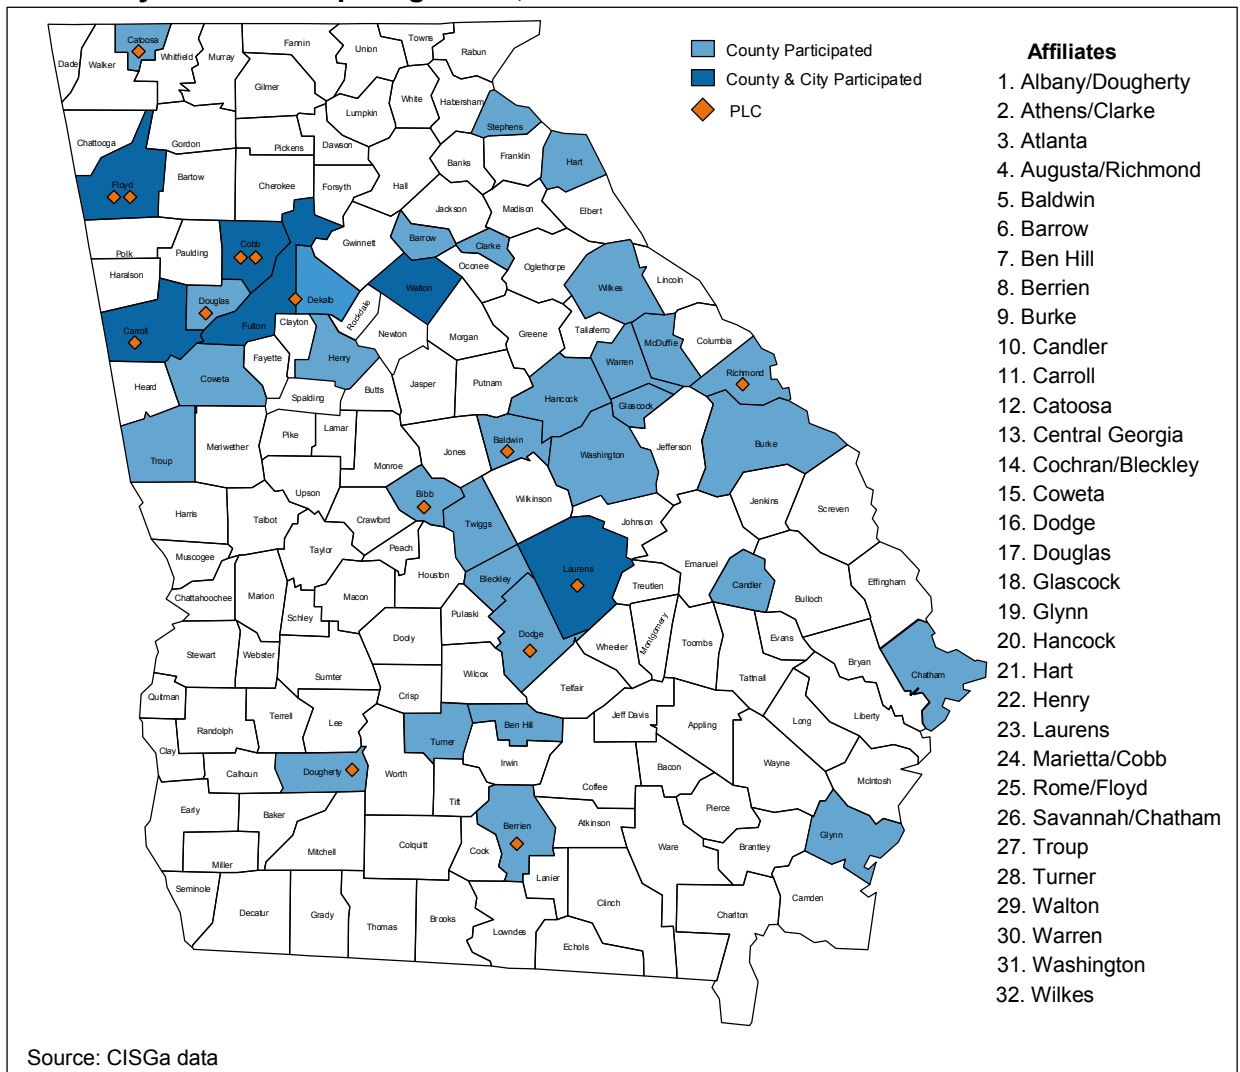 County Participated
County & City Participated
PLC
Affiliates
1. Albany/Dougherty
2. Athens/Clarke
3. Atlanta
4. Augusta/Richmond
5. Baldwin
6. Barrow
7. Ben Hill
8. Berrien
9. Burke
10. Candler
11. Carroll
12. Catoosa
13. Central Georgia
14. Cochran/Bleckley
15. Coweta
16. Dodge
17. Douglas
18. Glascock
19. Glynn
20. Hancock
21. Hart
22. Henry
23. Laurens
24. Marietta/Cobb
25. Rome/Floyd
26. Savannah/Chatham
27. Troup
28. Turner
29. Walton
30. Warren
31. Washington
32. Wilkes
Dade
Walker
Catoosa
Whitfield
Murray
Fannin
Gilmer
Union
Towns
Rabun
White
Lumpkin
Habersham
Stephens
Chattooga
Gordon
Pickens
Dawson
Banks
Franklin
Hart
Floyd
Bartow
Cherokee
Forsyth
Hall
Jackson
Madison
Elbert
Polk
Paulding
Cobb
Gwinnett
Barrow
Clarke
Oconee
Oglethorpe
Wilkes
Lincoln
Haralson
Douglas
Fulton
Dekalb
Rockdale
Walton
Carroll
Clayton
Newton
Morgan
Greene
Taliaferro
McDuffie
Columbia
Heard
Coweta
Fayette
Henry
Spalding
Butts
Jasper
Putnam
Hancock
Warren
Glascock
Richmond
Troup
Meriwether
Pike
Lamar
Monroe
Jones
Baldwin
Washington
Jefferson
Burke
Harris
Talbot
Upson
Crawford
Bibb
Twiggs
Wilkinson
Johnson
Jenkins
Screven
Muscogee
Chattahoochee
Marion
Taylor
Peach
Houston
Macon
Schley
Bleckley
Laurens
Treutlen
Emanuel
Candler
Bulloch
Effingham
Stewart
Webster
Sumter
Dooly
Pulaski
Dodge
Wheeler
Montgomery
Toombs
Evans
Tattnall
Bryan
Chatham
Quitman
Randolph
Terrell
Lee
Crisp
Wilcox
Telfair
Jeff Davis
Appling
Long
Liberty
Clay
Calhoun
Dougherty
Worth
Turner
Ben Hill
Irwin
Coffee
Bacon
Wayne
McIntosh
Early
Baker
Mitchell
Miller
Colquitt
Tift
Cook
Berrien
Atkinson
Ware
Pierce
Brantley
Glynn
Seminole
Decatur
Grady
Thomas
Brooks
Lowndes
Lanier
Clinch
Echols
Charlton
Camden
Source: CISGa data